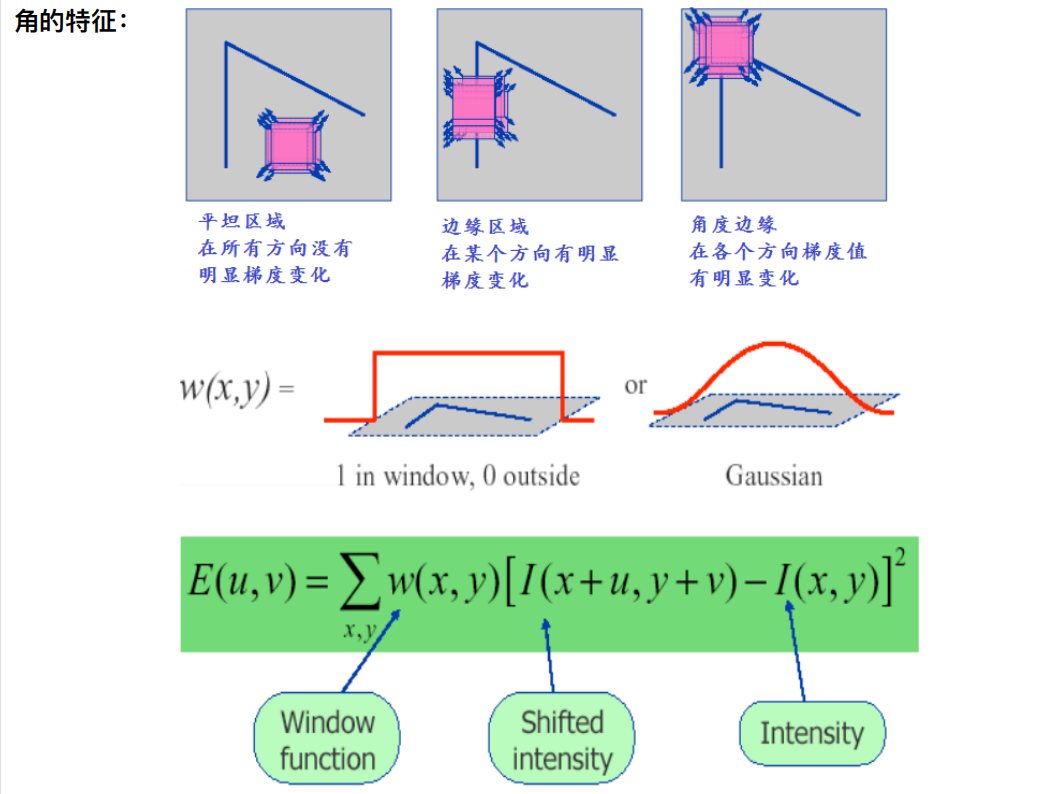 角的特征：
平坦区域
在所有方向没有
明显梯度变化
边缘区域
在某个方向有明显
梯度变化
角度边缘
在各个方向梯度值
有明显变化
w(x,y) =
or
1 in window, 0 outside
Gaussian
E(u,v) = ∑x,y w(x,y)[I(x+u,y+v)−I(x,y)]²
Window
function
Shifted
intensity
Intensity